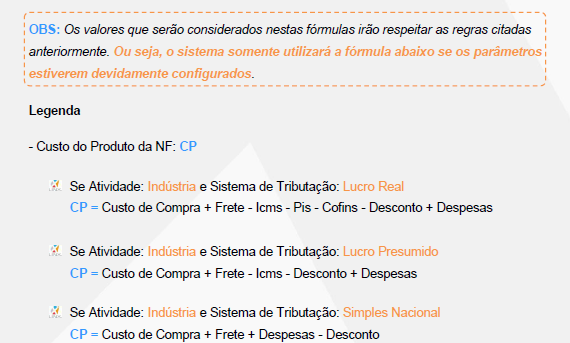 OBS: Os valores que serão considerados nestas fórmulas irão respeitar as regras citadas
anteriormente. Ou seja, o sistema somente utilizará a fórmula abaixo se os parâmetros
estiverem devidamente configurados.
Legenda
- Custo do Produto da NF: CP
Se Atividade: Indústria e Sistema de Tributação: Lucro Real
CP = Custo de Compra + Frete - Icms - Pis - Cofins - Desconto + Despesas
Se Atividade: Indústria e Sistema de Tributação: Lucro Presumido
CP = Custo de Compra + Frete - Icms - Desconto + Despesas
Se Atividade: Indústria e Sistema de Tributação: Simples Nacional
CP = Custo de Compra + Frete + Despesas - Desconto